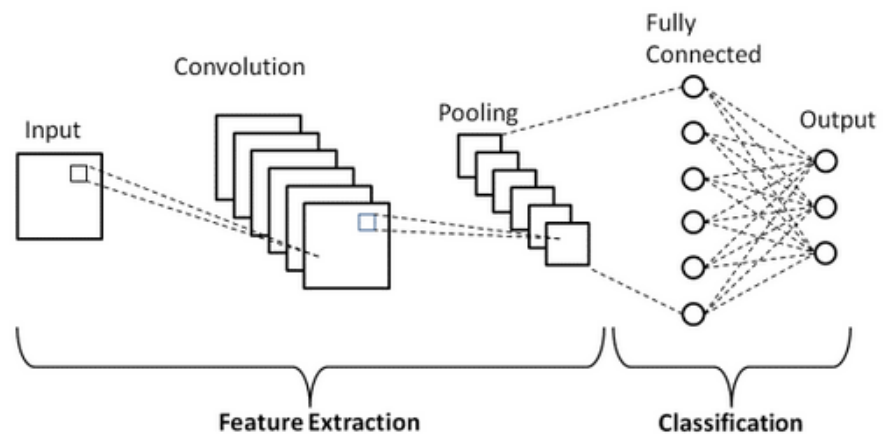 Input
Convolution
Pooling
Fully
Connected
Output
Feature Extraction
Classification